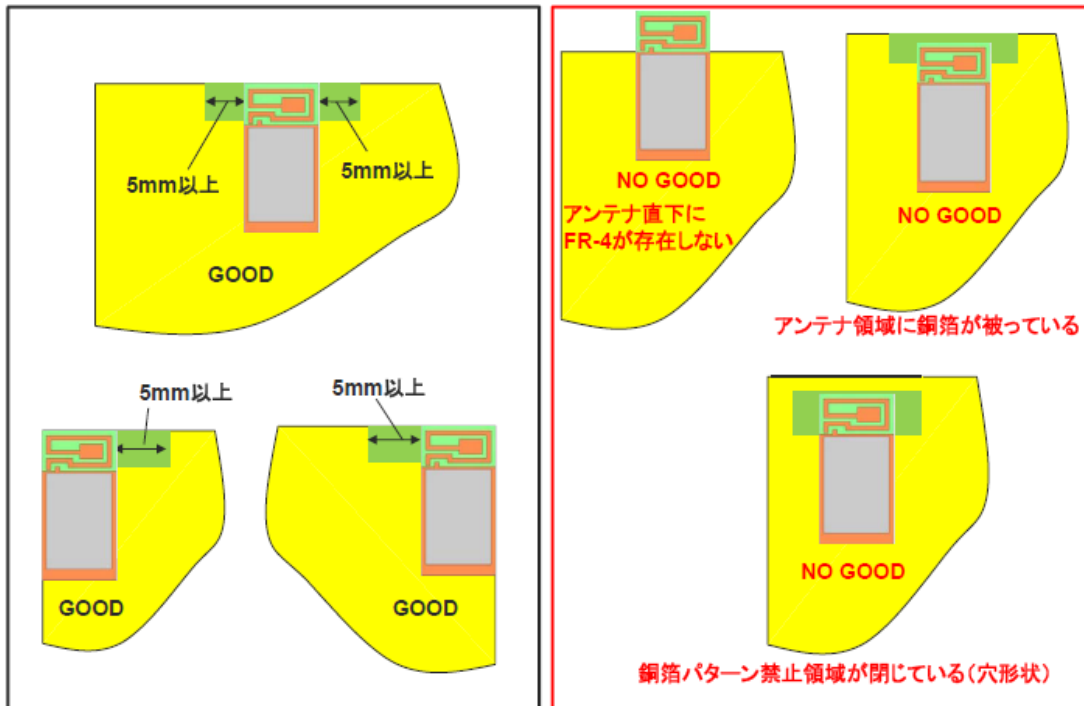 5mm以上
5mm以上
GOOD
5mm以上
GOOD
5mm以上
GOOD
NO GOOD
アンテナ直下に
FR-4が存在しない
NO GOOD
アンテナ領域に銅箔が被っている
NO GOOD
銅箔パターン禁止領域が閉じている(穴形状)